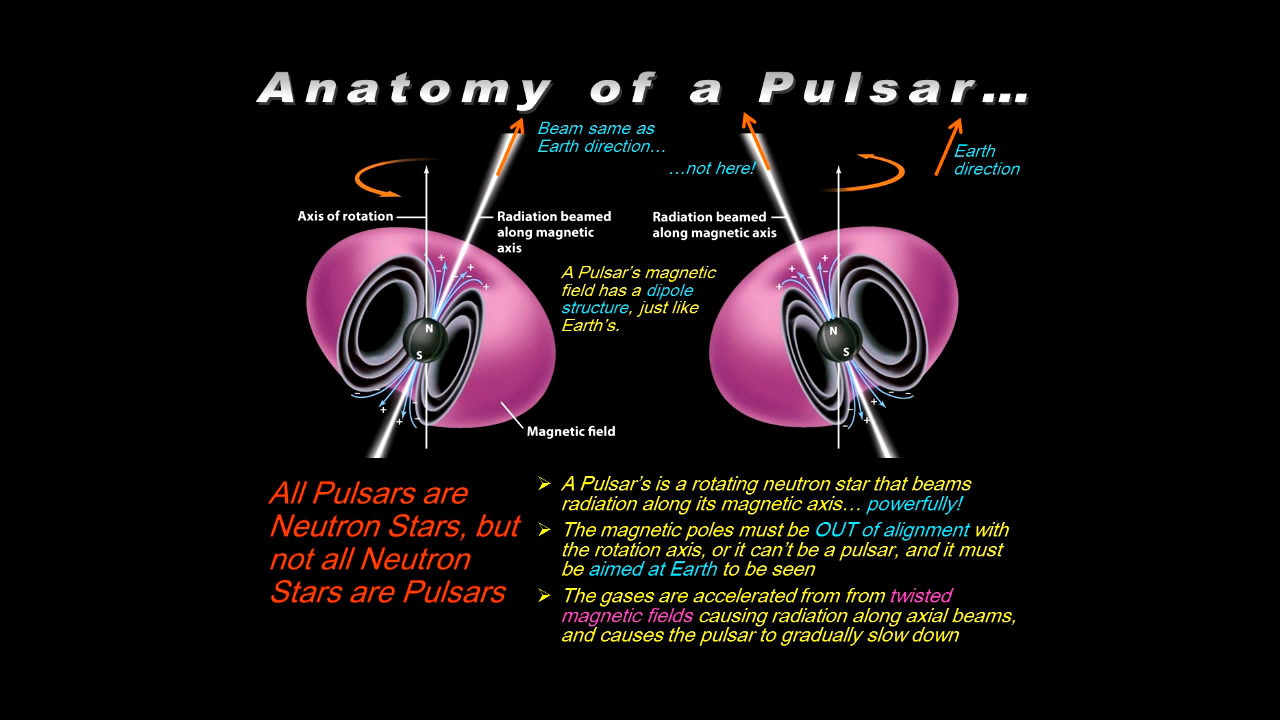 Anatomy of a Pulsar…
Beam same as
Earth direction…
…not here!
Earth
direction
Axis of rotation
Radiation beamed
along magnetic
axis
Radiation beamed
along magnetic axis
A Pulsar's magnetic
field has a dipole
structure, just like
Earth's.
+
–
+
–
–
+
N
S
–
+
–
+
–
+
–
+
–
+
N
S
–
+
–
+
–
Magnetic field
All Pulsars are
Neutron Stars, but
not all Neutron
Stars are Pulsars
➢ A Pulsar's is a rotating neutron star that beams
radiation along its magnetic axis… powerfully!
➢ The magnetic poles must be OUT of alignment with
the rotation axis, or it can't be a pulsar, and it must
be aimed at Earth to be seen
➢ The gases are accelerated from from twisted
magnetic fields causing radiation along axial beams,
and causes the pulsar to gradually slow down